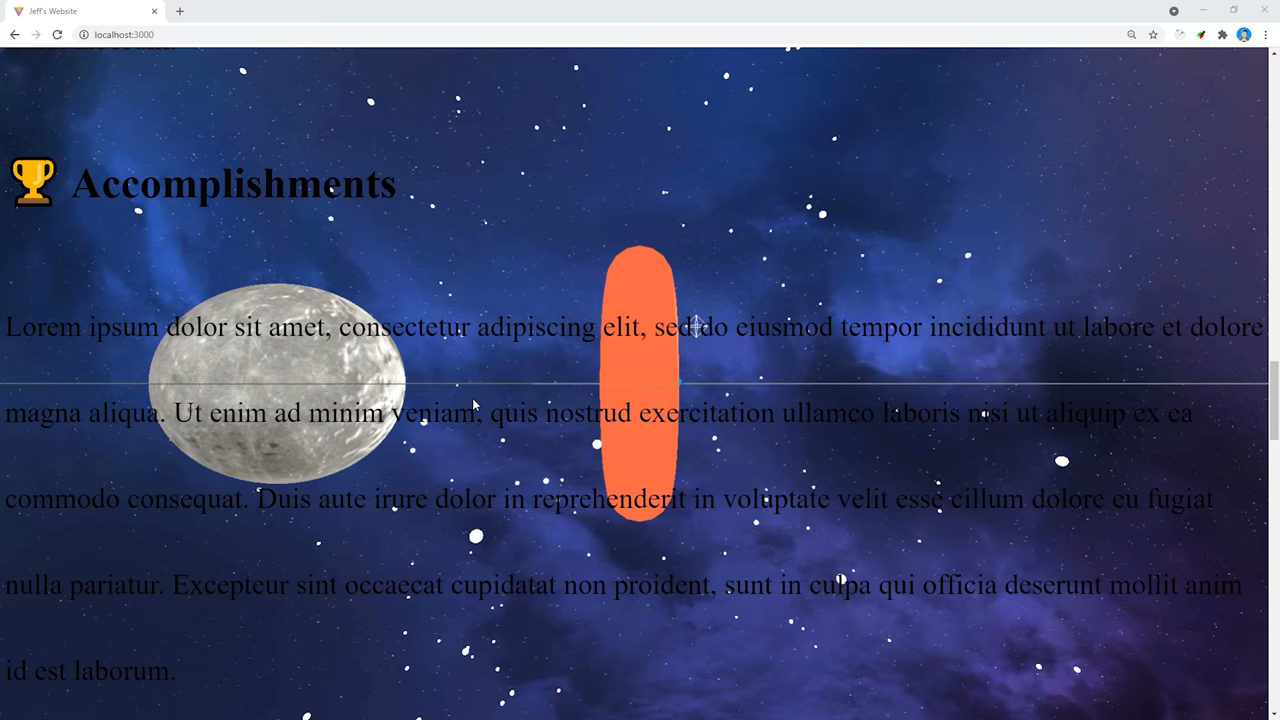 Jeff's Website
localhost:3000
🏆 Accomplishments
Lorem ipsum dolor sit amet, consectetur adipiscing elit, sed do eiusmod tempor incididunt ut labore et dolore
magna aliqua. Ut enim ad minim veniam, quis nostrud exercitation ullamco laboris nisi ut aliquip ex ea
commodo consequat. Duis aute irure dolor in reprehenderit in voluptate velit esse cillum dolore eu fugiat
nulla pariatur. Excepteur sint occaecat cupidatat non proident, sunt in culpa qui officia deserunt mollit anim
id est laborum.